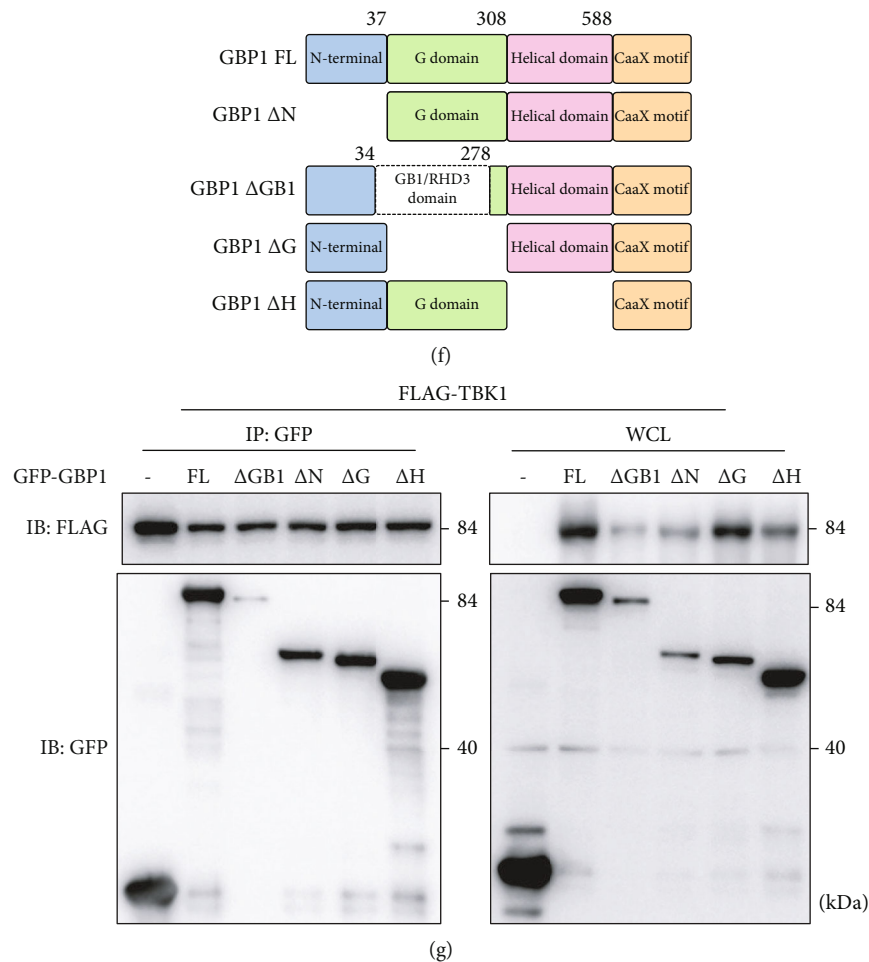 37 308 588
GBP1 FL N-terminal G domain Helical domain CaaX motif
GBP1 ΔN G domain Helical domain CaaX motif
34 278
GBP1 ΔGB1 GB1/RHD3 domain Helical domain CaaX motif
GBP1 ΔG N-terminal Helical domain CaaX motif
GBP1 ΔH N-terminal G domain CaaX motif
(f)
FLAG-TBK1
IP: GFP WCL
GFP-GBP1 - FL ΔGB1 ΔN ΔG ΔH - FL ΔGB1 ΔN ΔG ΔH
IB: FLAG 84 84
84 84
IB: GFP 40 40
(kDa)
(g)